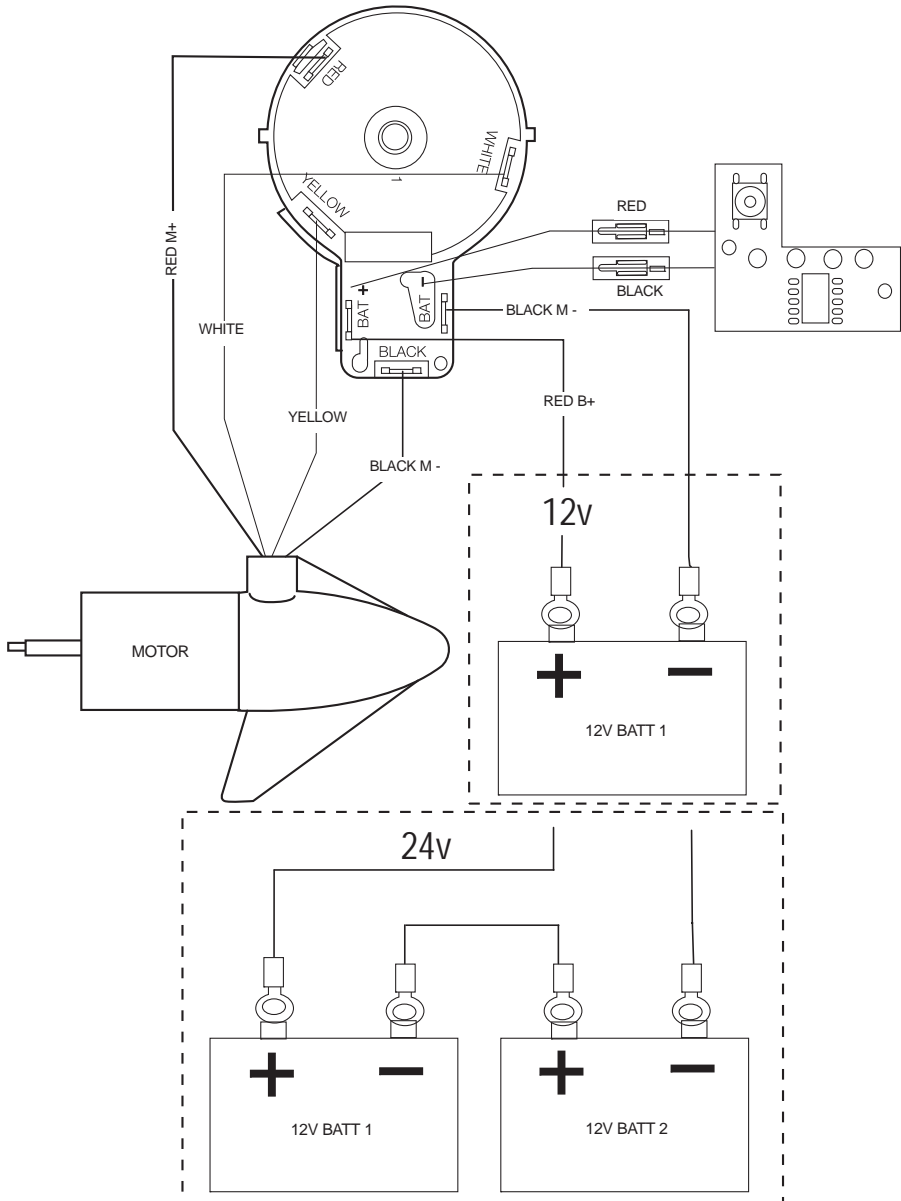 RED
WHITE
YELLOW
1
RED
BLACK
RED M+
BAT +
BAT -
BLACK M -
BLACK
WHITE
RED B+
YELLOW
BLACK M -
12v
MOTOR
+ -
12V BATT 1
24v
+ -
+ -
12V BATT 1
12V BATT 2